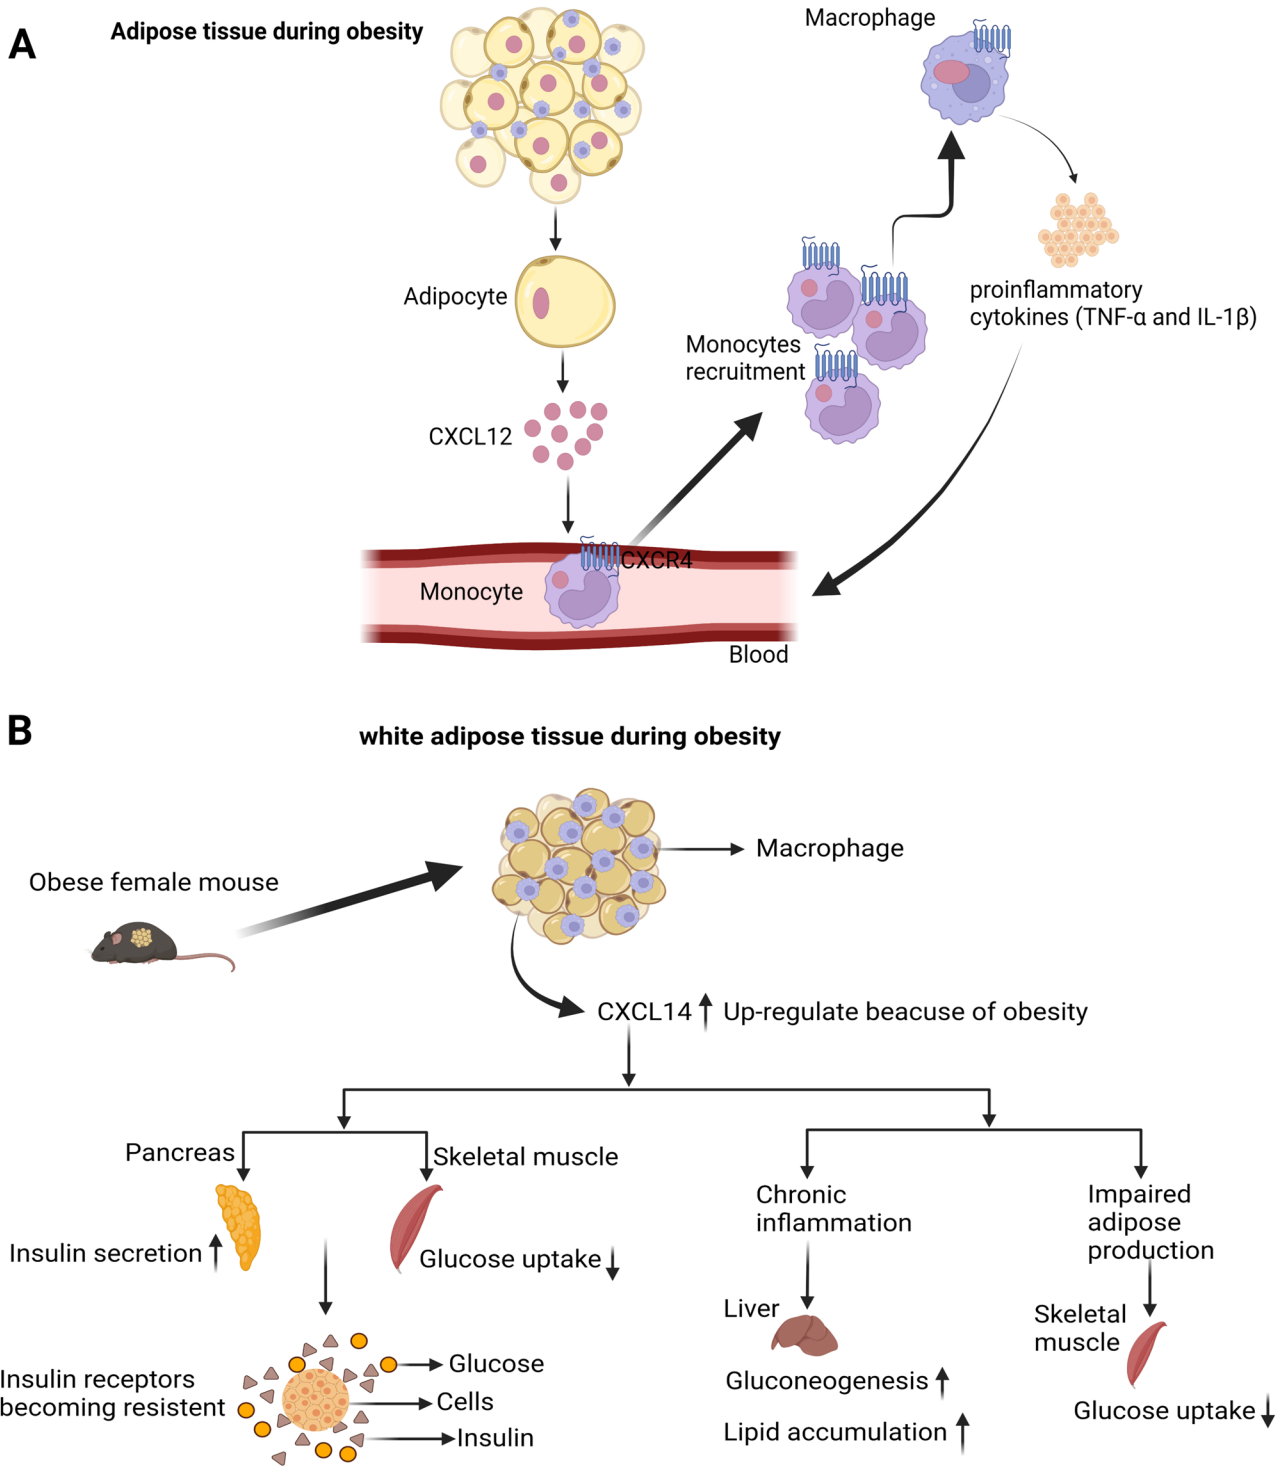 A
Adipose tissue during obesity
Macrophage
Adipocyte
proinflammatory
cytokines (TNF-α and IL-1β)
Monocytes
recruitment
CXCL12
CXCR4
Monocyte
Blood
B
white adipose tissue during obesity
Macrophage
Obese female mouse
CXCL14
Up-regulate beacuse of obesity
Pancreas
Skeletal muscle
Insulin secretion
Glucose uptake
Chronic
inflammation
Impaired
adipose
production
Liver
Skeletal
muscle
Gluconeogenesis
Lipid accumulation
Glucose uptake
Insulin receptors
becoming resistent
Glucose
Cells
Insulin